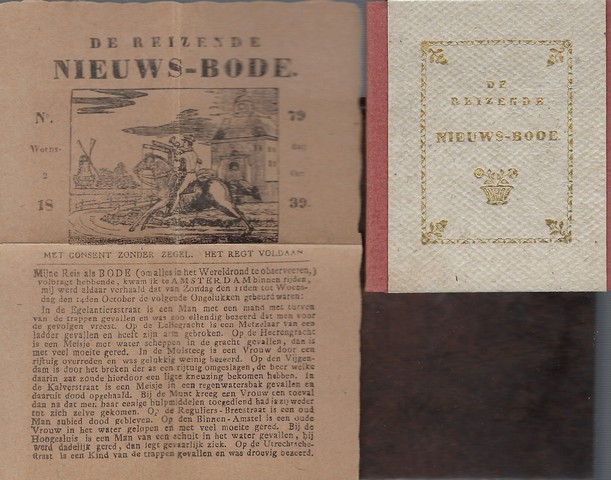 DE REIZENDE
NIEUWS-BODE.
No. 79
Woens- dag
2
18 39.
MET CONSENT ZONDER ZEGEL. HET REGT VOLDAAN
Mijne Reis als BODE (om alles in het Wereldrond te observeeren,)
volbragt hebbende, kwam ik te AMSTERDAM binnen rijden,
mij werd aldaar verhaald dat van Zondag den 11den tot Woens-
dag den 14den October de volgende Ongelukken gebeurd waren:
In de Egelantiersstraat is een Man met een mand met turven
van de trappen gevallen en was zoo ellendig bezeerd dat men voor
de gevolgen vreest. Op de Leliegracht is een Metzelaar van een
ladder gevallen en heeft zijn arm gebroken. Op de Heerengracht
is een Meisje met water scheppen in de gracht gevallen, dan is
met veel moeite gered. In de Molsteeg is een Vrouw door een
rijtuig overreden en was gelukkig weinig bezeerd. Op den Vijgen-
dam is door het breken der as een rijtuig omgeslagen, de heer welke
daarin zat zoude hierdoor een ligte kneuzing bekomen hebben. In
de Kalverstraat is een Meisje in een regenwatersbak gevallen en
daaruit dood opgehaald. Bij de Munt kreeg een Vrouw een toeval
dan na dat men haar eenige hulpmiddelen toegediend had is zij weder
tot zich zelve gekomen. Op de Reguliers-Breetstraat is een oud
Man subied dood gebleven. Op den Binnen-Amstel is een oude
Vrouw in het water gelopen en met veel moeite gered. Bij de
Hoogesluis is een Man van een schuit in het water gevallen, hij
werd dadelijk gered, dan legt gevaarlijk ziek. Op de Utrechtsche-
straat is een Kind van de trappen gevallen en was droevig bezeerd.
DE
REIZENDE
NIEUWS-BODE